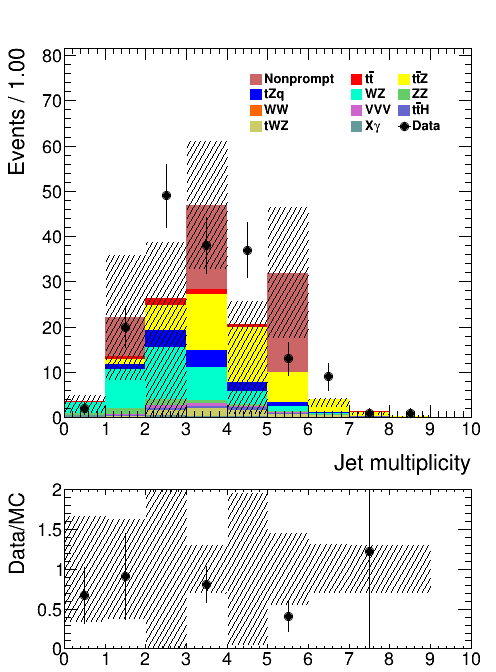 Events / 1.00
80
70
60
50
40
30
20
10
0
Nonprompt tt̄ tt̄Z
tZq WZ ZZ
WW VVV tt̄H
tWZ Xγ Data
0 1 2 3 4 5 6 7 8 9 10
Jet multiplicity
Data/MC
2
1.5
1
0.5
0
0 1 2 3 4 5 6 7 8 9 10